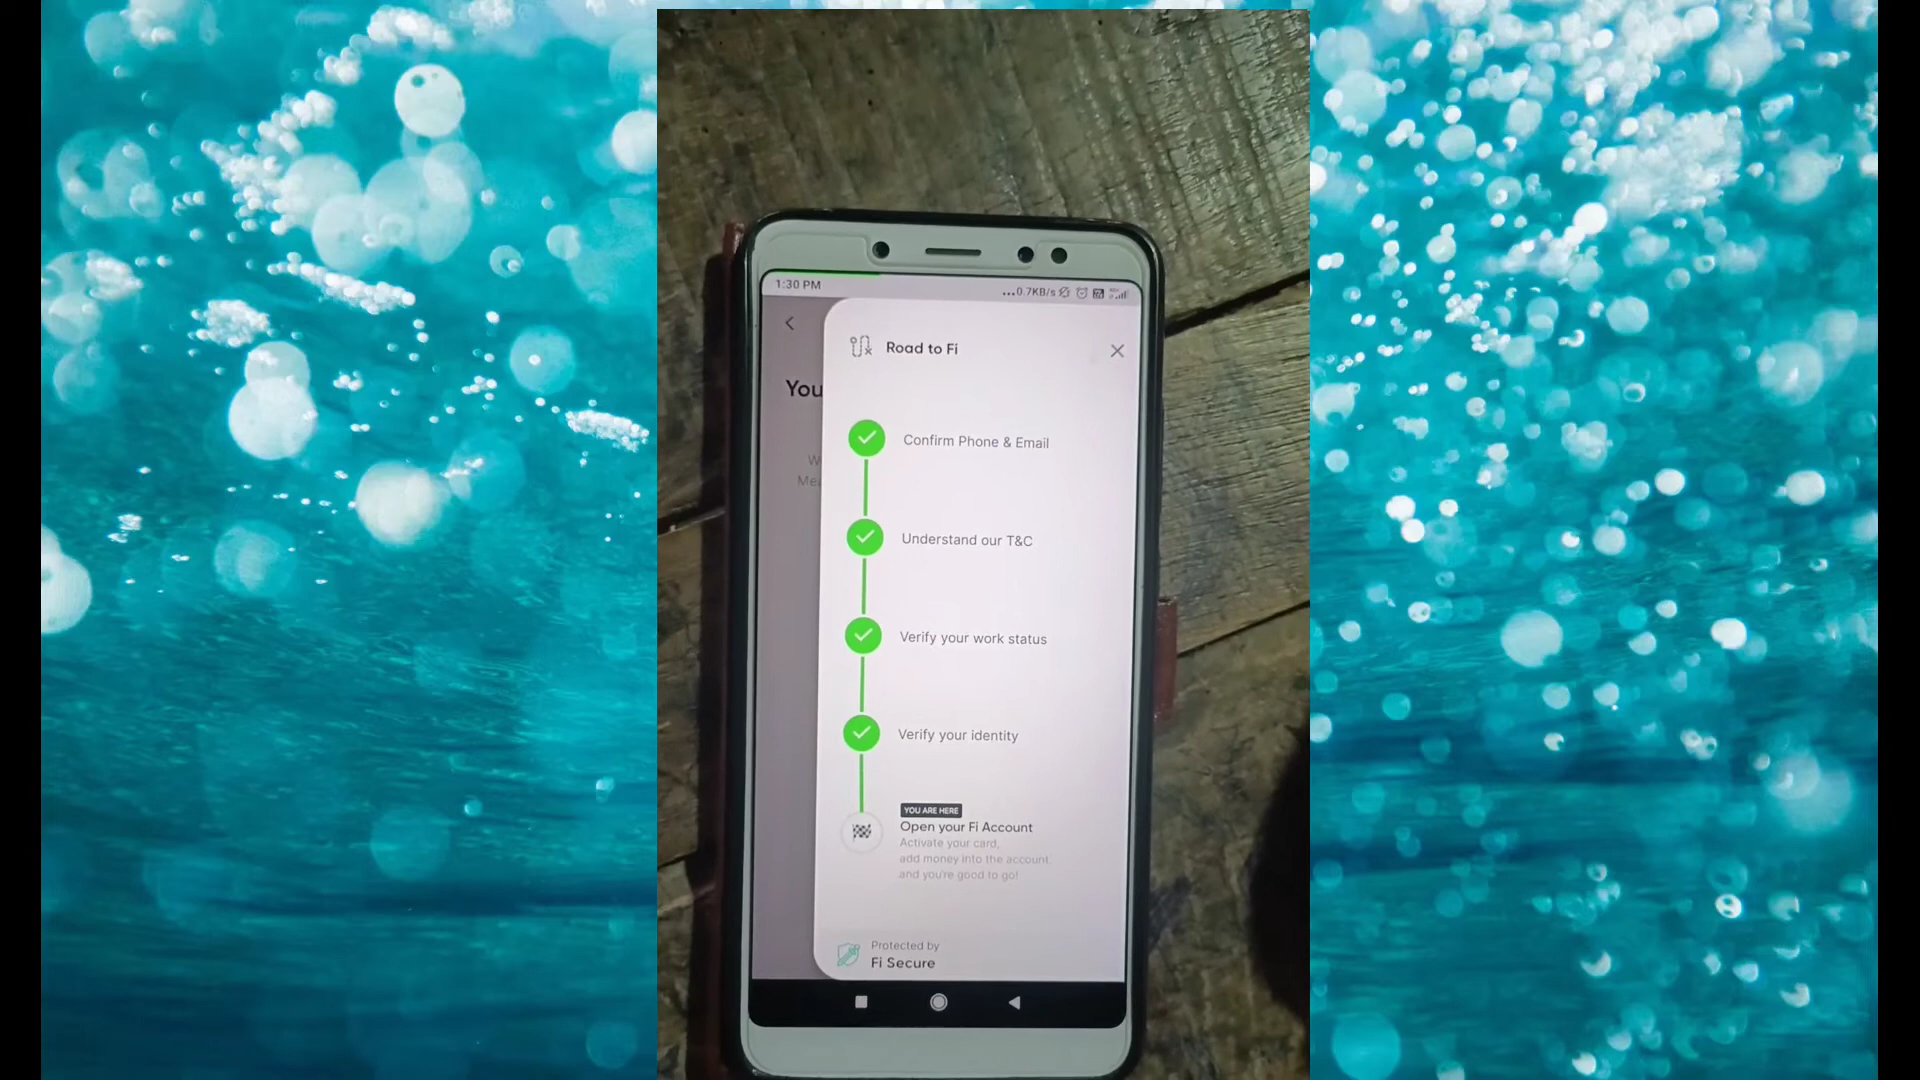 1:30 PM
...0.7KB/s
Road to Fi
You
Confirm Phone & Email
W
Mea
Understand our T&C
Verify your work status
Verify your identity
YOU ARE HERE
Open your Fi Account
Activate your card,
add money into the account
and you're good to go!
Protected by
Fi Secure